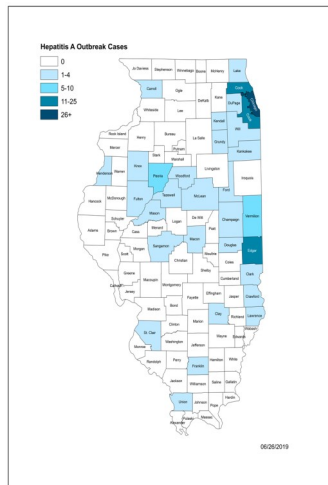 Hepatitis A Outbreak Cases
0
1-4
5-10
11-25
26+
Jo Daviess Stephenson Winnebago Boone McHenry Lake
Carroll Ogle DeKalb Kane Cook
DuPage
Whiteside Lee Kendall Will
Rock Island Henry Bureau La Salle Grundy
Mercer Putnam Kankakee
Stark Marshall Livingston
Henderson Warren Knox Peoria Woodford Iroquois
Hancock McDonough Fulton Tazewell McLean Ford
Schuyler Mason Logan De Witt Champaign Vermilion
Adams Brown Cass Menard Piatt
Macon Douglas Edgar
Pike Scott Morgan Sangamon Christian Moultrie Coles
Shelby Clark
Greene Macoupin Cumberland
Calhoun Jersey Montgomery Effingham Jasper Crawford
Fayette
Madison Bond Clay Richland Lawrence
Clinton Marion
St. Clair Wayne Edwards Wabash
Monroe Washington Jefferson
Randolph Perry Franklin Hamilton White
Jackson Williamson Saline Gallatin
Union Johnson Pope Hardin
Alexander Pulaski Massac
06/26/2019